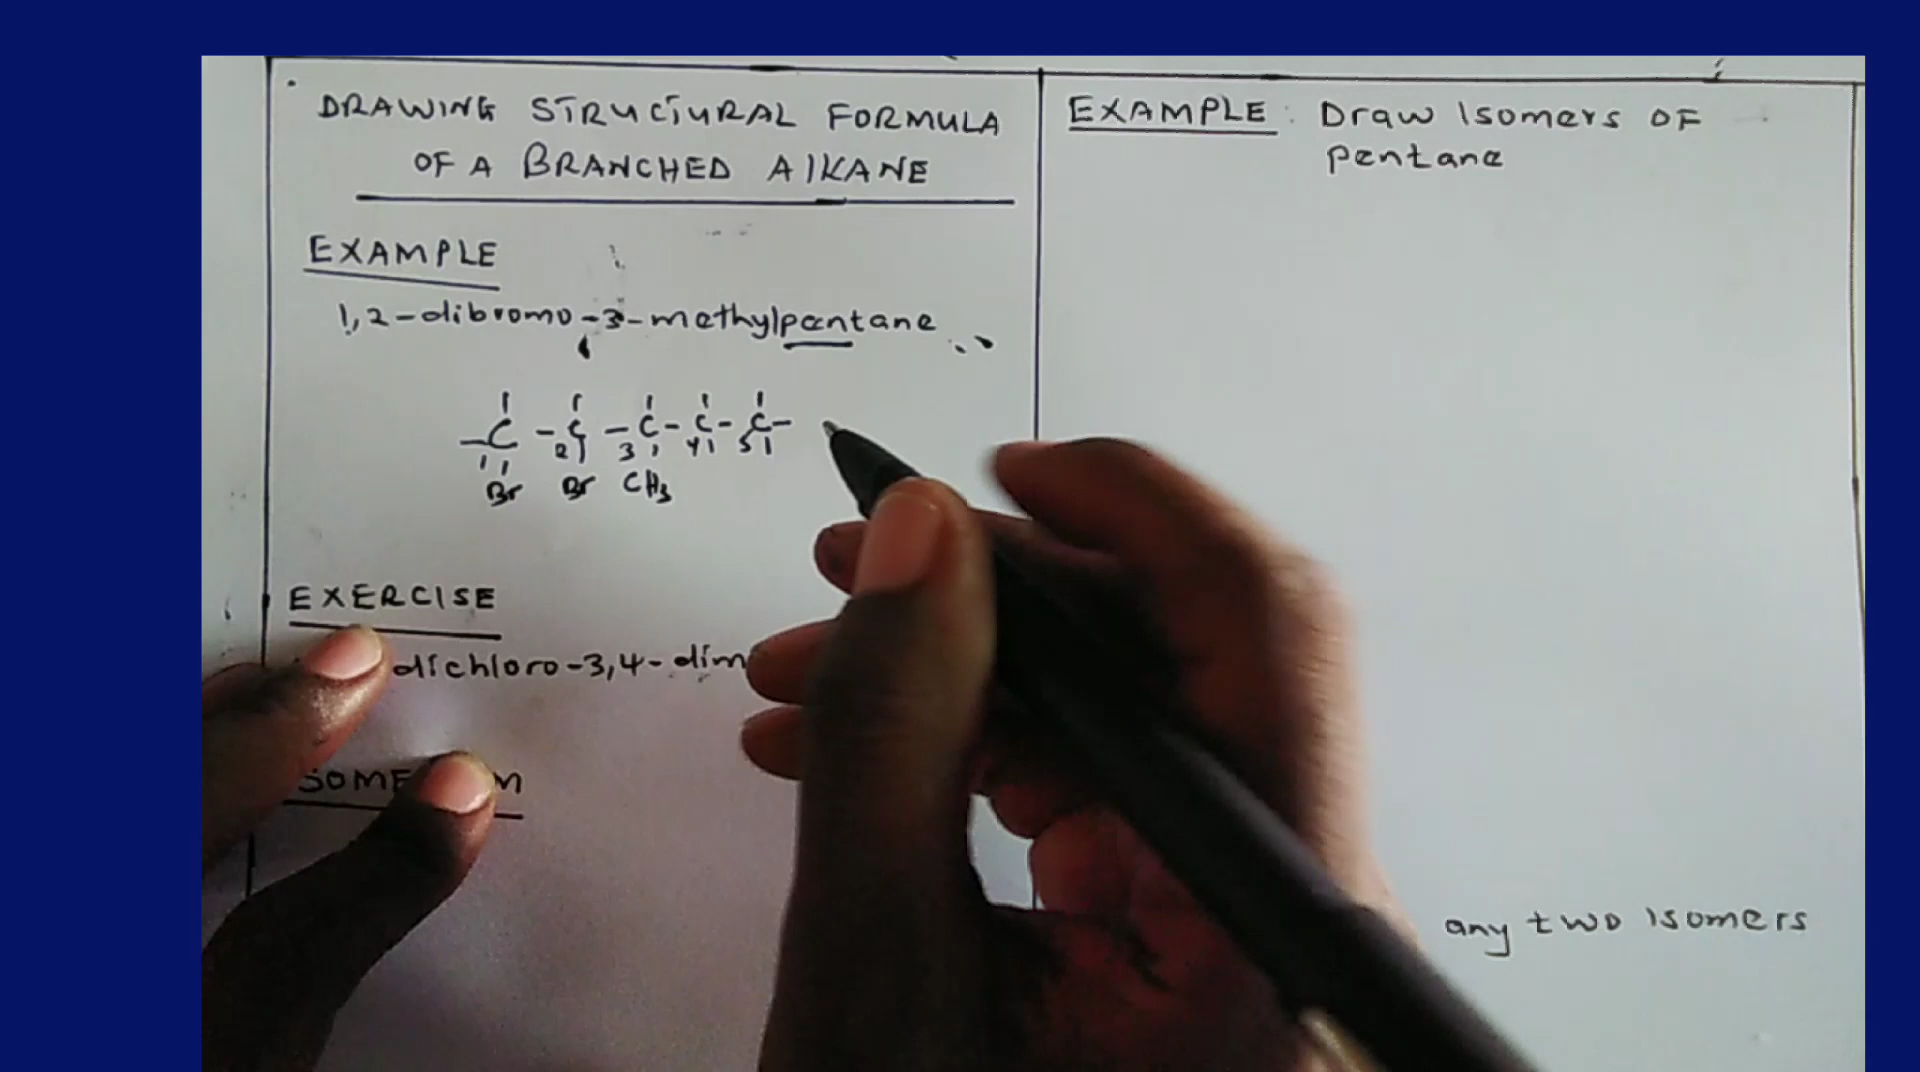 DRAWING STRUCTURAL FORMULA
OF A BRANCHED AlKANE
EXAMPLE
1,2-dibromo-3-methylpentane
-C-C-C-C-C-
1 2 3 4 5
Br Br CH3
EXERCISE
dichloro-3,4-dim
EXAMPLE: Draw Isomers OF
pentane
any two Isomers